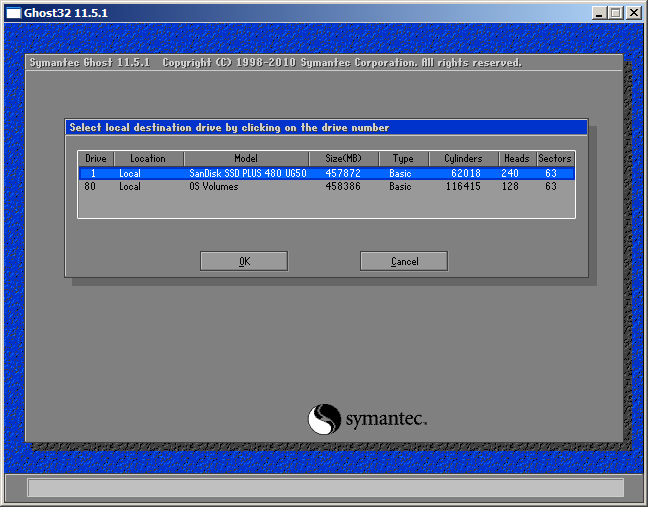 Ghost32 11.5.1
Symantec Ghost 11.5.1 Copyright (C) 1998-2010 Symantec Corporation. All rights reserved.
Select local destination drive by clicking on the drive number
Drive Location Model Size(MB) Type Cylinders Heads Sectors
1 Local SanDisk SSD PLUS 480 UG50 457872 Basic 62018 240 63
80 Local OS Volumes 458386 Basic 116415 128 63
OK Cancel
symantec.